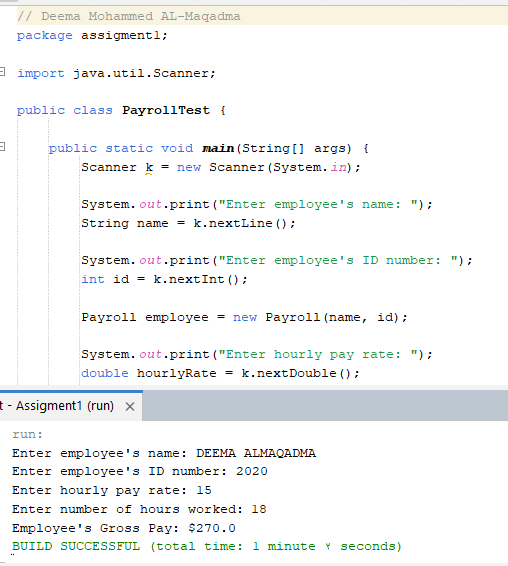 // Deema Mohammed AL-Maqadma
package assigment1;
import java.util.Scanner;
public class PayrollTest {
public static void main(String[] args) {
Scanner k = new Scanner(System.in);
System.out.print("Enter employee's name: ");
String name = k.nextLine();
System.out.print("Enter employee's ID number: ");
int id = k.nextInt();
Payroll employee = new Payroll(name, id);
System.out.print("Enter hourly pay rate: ");
double hourlyRate = k.nextDouble();
t - Assigment1 (run) ×
run:
Enter employee's name: DEEMA ALMAQADMA
Enter employee's ID number: 2020
Enter hourly pay rate: 15
Enter number of hours worked: 18
Employee's Gross Pay: $270.0
BUILD SUCCESSFUL (total time: 1 minute ٢ seconds)